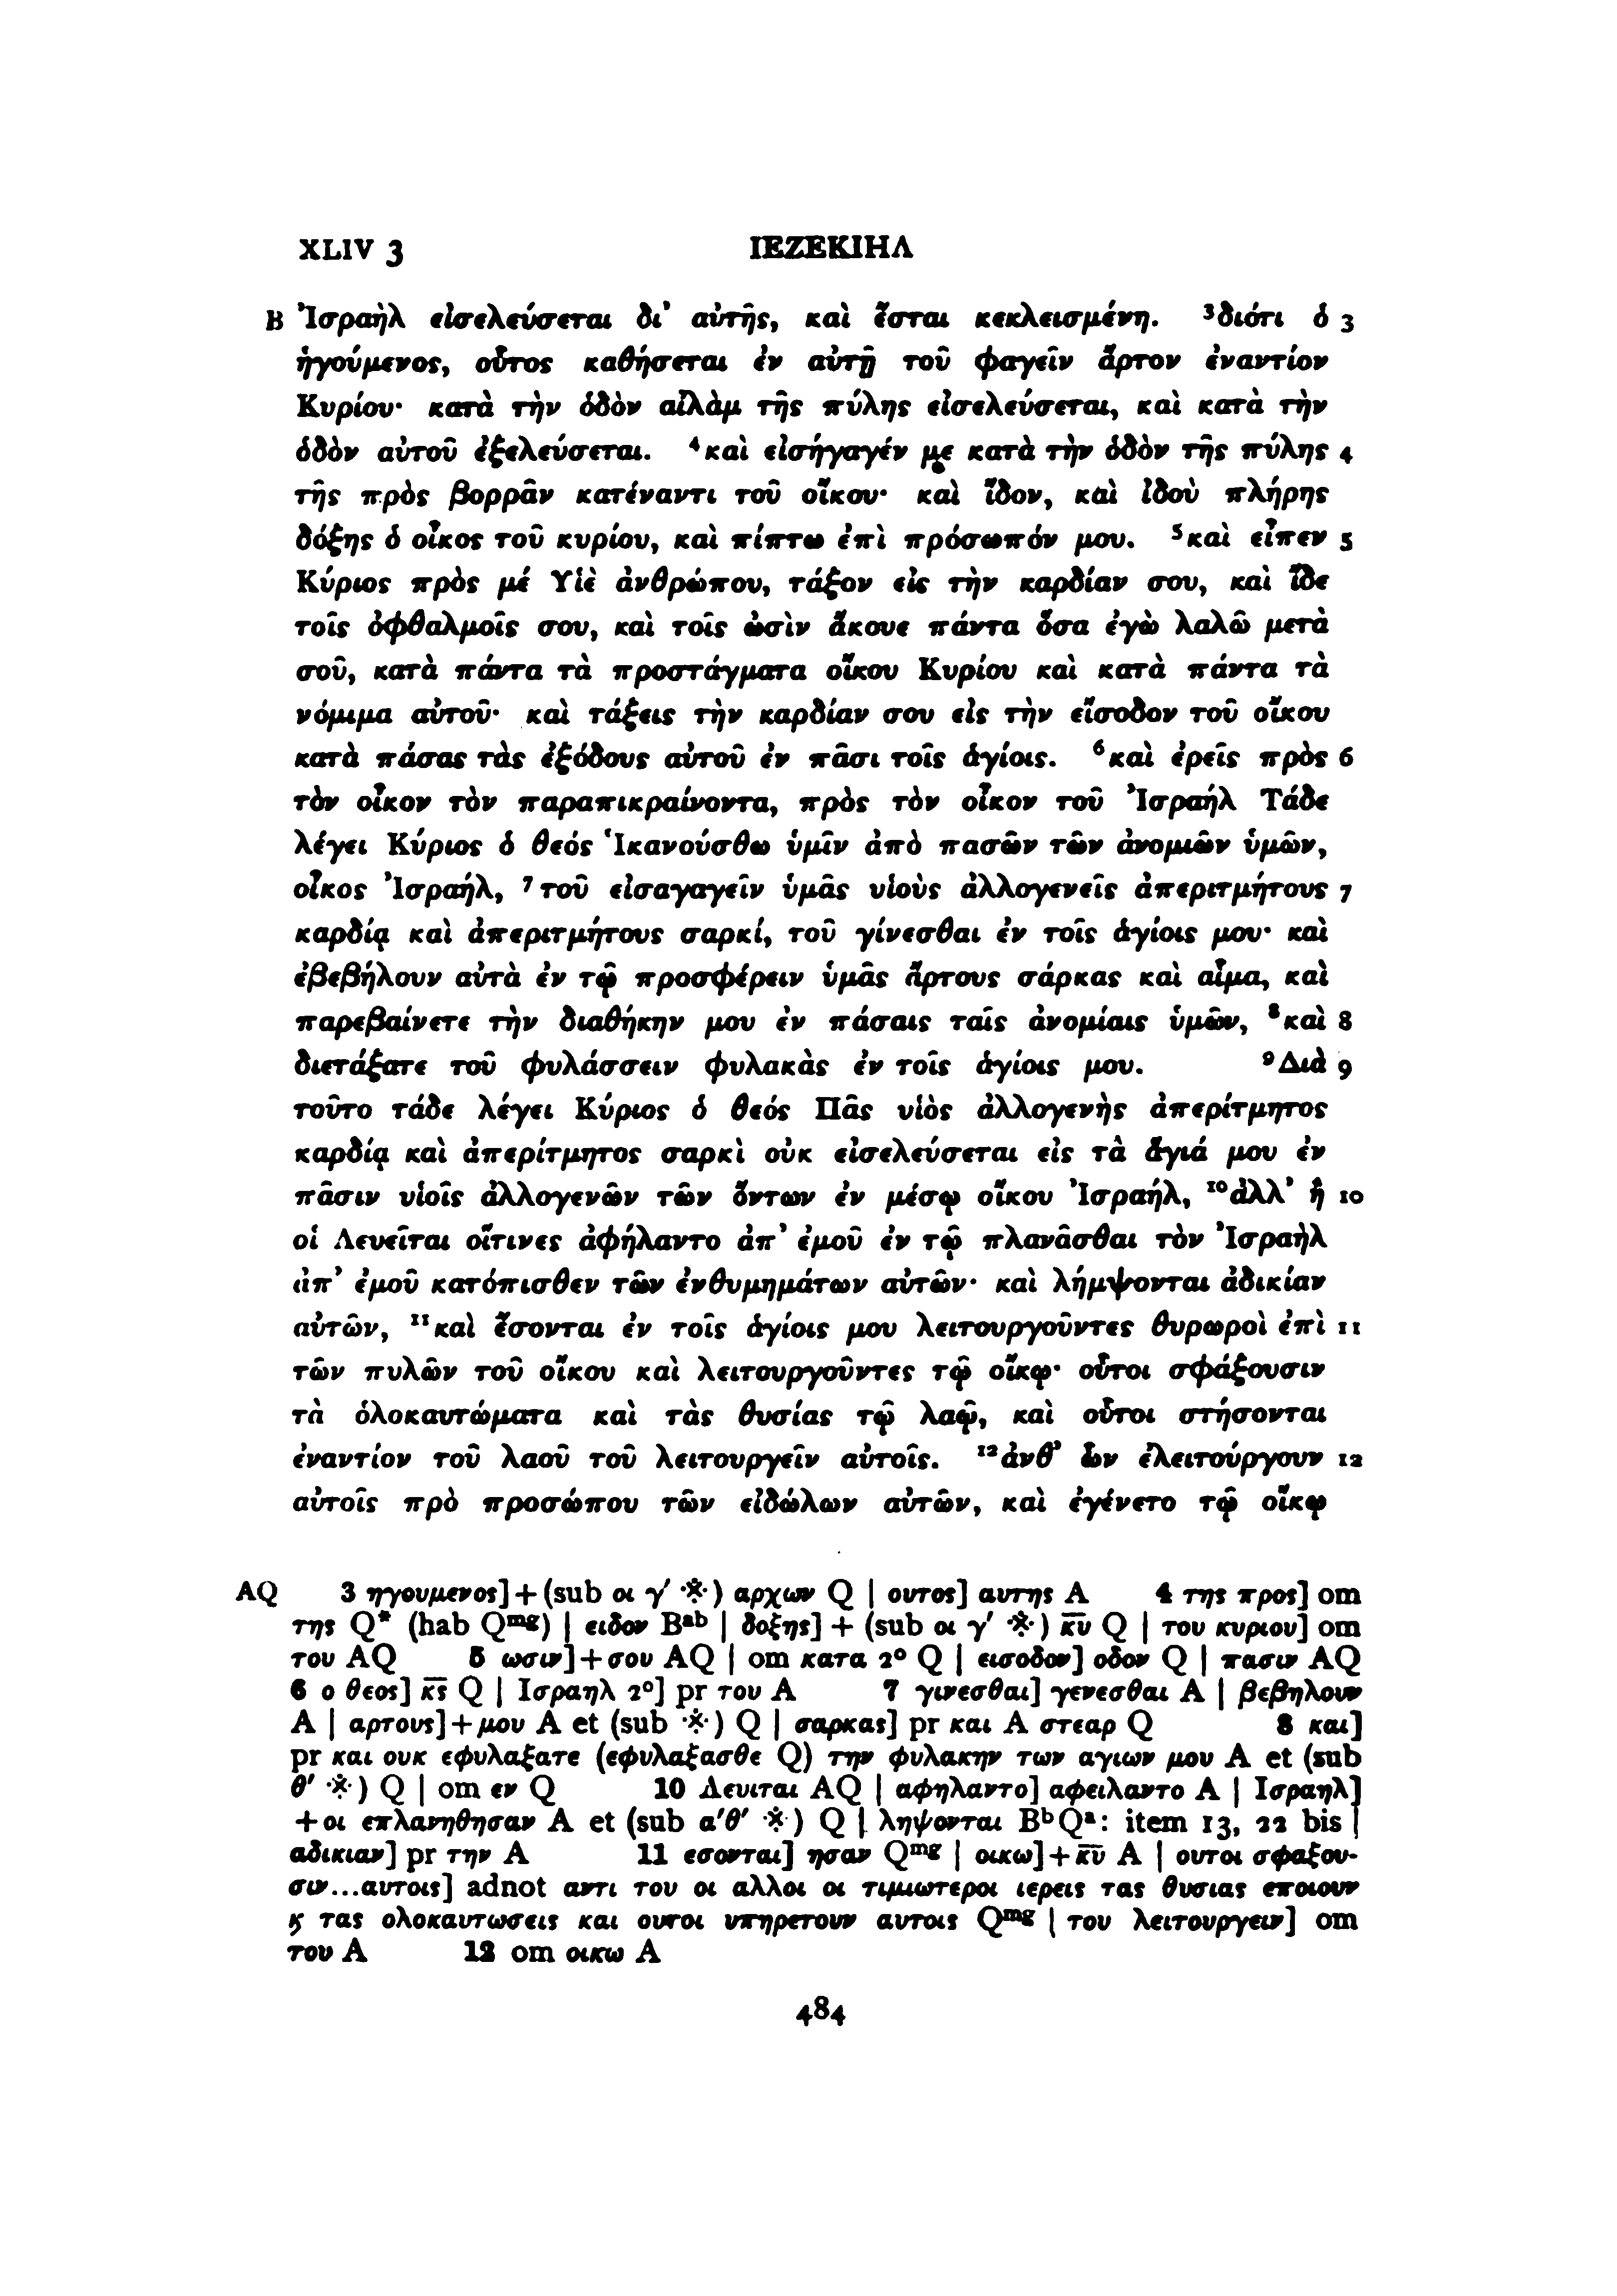 XLIV 3 ΙΕΖΕΚΙΗΛ
B Ἰσραὴλ εἰσελεύσεται δι᾽ αὐτῆς, καὶ ἔσται κεκλεισμένη. ³διότι ὁ 3
ἡγούμενος, οὗτος καθήσεται ἐν αὐτῇ τοῦ φαγεῖν ἄρτον ἐναντίον
Κυρίου· κατὰ τὴν ὁδὸν αἰλὰμ τῆς πύλης εἰσελεύσεται, καὶ κατὰ τὴν
ὁδὸν αὐτοῦ ἐξελεύσεται. ⁴καὶ εἰσήγαγέν με κατὰ τὴν ὁδὸν τῆς πύλης 4
τῆς πρὸς βορρᾶν κατέναντι τοῦ οἴκου· καὶ ἴδον, καὶ ἰδοὺ πλήρης
δόξης ὁ οἶκος τοῦ κυρίου, καὶ πίπτω ἐπὶ πρόσωπόν μου. ⁵καὶ εἶπεν 5
Κύριος πρὸς μέ Υἱὲ ἀνθρώπου, τάξον εἰς τὴν καρδίαν σου, καὶ ἴδε
τοῖς ὀφθαλμοῖς σου, καὶ τοῖς ὠσὶν ἄκουε πάντα ὅσα ἐγὼ λαλῶ μετὰ
σοῦ, κατὰ πάντα τὰ προστάγματα οἴκου Κυρίου καὶ κατὰ πάντα τὰ
νόμιμα αὐτοῦ· καὶ τάξεις τὴν καρδίαν σου εἰς τὴν εἴσοδον τοῦ οἴκου
κατὰ πάσας τὰς ἐξόδους αὐτοῦ ἐν πᾶσι τοῖς ἁγίοις. ⁶καὶ ἐρεῖς πρὸς 6
τὸν οἶκον τὸν παραπικραίνοντα, πρὸς τὸν οἶκον τοῦ Ἰσραήλ Τάδε
λέγει Κύριος ὁ θεός Ἱκανούσθω ὑμῖν ἀπὸ πασῶν τῶν ἀνομιῶν ὑμῶν,
οἶκος Ἰσραήλ, ⁷τοῦ εἰσαγαγεῖν ὑμᾶς υἱοὺς ἀλλογενεῖς ἀπεριτμήτους 7
καρδίᾳ καὶ ἀπεριτμήτους σαρκί, τοῦ γίνεσθαι ἐν τοῖς ἁγίοις μου· καὶ
ἐβεβήλουν αὐτὰ ἐν τῷ προσφέρειν ὑμᾶς ἄρτους σάρκας καὶ αἷμα, καὶ
παρεβαίνετε τὴν διαθήκην μου ἐν πάσαις ταῖς ἀνομίαις ὑμῶν, ⁸καὶ 8
διετάξατε τοῦ φυλάσσειν φυλακὰς ἐν τοῖς ἁγίοις μου. ⁹Διὰ 9
τοῦτο τάδε λέγει Κύριος ὁ θεός Πᾶς υἱὸς ἀλλογενὴς ἀπερίτμητος
καρδίᾳ καὶ ἀπερίτμητος σαρκὶ οὐκ εἰσελεύσεται εἰς τὰ ἅγιά μου ἐν
πᾶσιν υἱοῖς ἀλλογενῶν τῶν ὄντων ἐν μέσῳ οἴκου Ἰσραήλ, ¹⁰ἀλλ᾽ ἢ 10
οἱ Λευεῖται οἵτινες ἀφήλαντο ἀπ᾽ ἐμοῦ ἐν τῷ πλανᾶσθαι τὸν Ἰσραὴλ
ἀπ᾽ ἐμοῦ κατόπισθεν τῶν ἐνθυμημάτων αὐτῶν· καὶ λήμψονται ἀδικίαν
αὐτῶν, ¹¹καὶ ἔσονται ἐν τοῖς ἁγίοις μου λειτουργοῦντες θυρωροὶ ἐπὶ 11
τῶν πυλῶν τοῦ οἴκου καὶ λειτουργοῦντες τῷ οἴκῳ· οὗτοι σφάξουσιν
τὰ ὁλοκαυτώματα καὶ τὰς θυσίας τῷ λαῷ, καὶ οὗτοι στήσονται
ἐναντίον τοῦ λαοῦ τοῦ λειτουργεῖν αὐτοῖς. ¹²ἀνθ᾽ ὧν ἐλειτούργουν 12
αὐτοῖς πρὸ προσώπου τῶν εἰδώλων αὐτῶν, καὶ ἐγένετο τῷ οἴκῳ
AQ 3 ηγουμενος] + (sub οι γ′ ※) αρχων Q | ουτος] αυτης A 4 της προς] om
της Q* (hab Qᵐᵍ) | ειδον Bᵃᵇ | δοξης] + (sub οι γ′ ※) κ̅υ̅ Q | του κυριου] om
του AQ 5 ωσιν] + σου AQ | om κατα 2° Q | εισοδον] οδον Q | πασιν AQ
6 ο θεος] κ̅ς̅ Q | Ισραηλ 2°] pr του A 7 γινεσθαι] γενεσθαι A | βεβηλουν
A | αρτους] + μου A et (sub ※) Q | σαρκας] pr και A στεαρ Q 8 και]
pr και ουκ εφυλαξατε (εφυλαξασθε Q) την φυλακην των αγιων μου A et (sub
θ′ ※) Q | om εν Q 10 Λευιται AQ | αφηλαντο] αφειλαντο A | Ισραηλ]
+ οι επλανηθησαν A et (sub α′θ′ ※) Q | ληψονται BᵇQᵃ: item 13, 22 bis |
αδικιαν] pr την A 11 εσονται] ησαν Qᵐᵍ | οικω] + κ̅υ̅ A | ουτοι σφαξου-
σιν...αυτοις] adnot αντι του οι αλλοι οι τιμιωτεροι ιερεις τας θυσιας εποιουν
ϗ τας ολοκαυτωσεις και ουτοι υπηρετουν αυτοις Qᵐᵍ | του λειτουργειν] om
του A 12 om οικω A
484